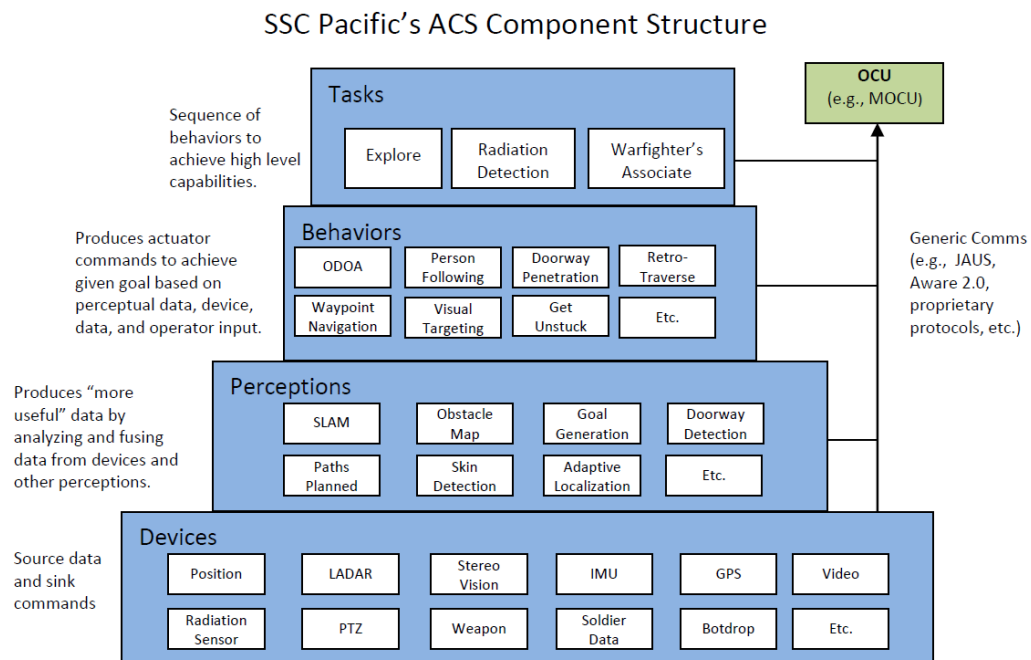 SSC Pacific's ACS Component Structure
OCU
(e.g., MOCU)
Sequence of
behaviors to
achieve high level
capabilities.
Tasks
Explore
Radiation
Detection
Warfighter's
Associate
Produces actuator
commands to achieve
given goal based on
perceptual data, device,
data, and operator input.
Behaviors
ODOA
Person
Following
Doorway
Penetration
Retro-
Traverse
Waypoint
Navigation
Visual
Targeting
Get
Unstuck
Etc.
Generic Comms
(e.g.,  JAUS,
Aware 2.0,
proprietary
protocols, etc.)
Produces “more
useful” data by
analyzing and fusing
data from devices and
other perceptions.
Perceptions
SLAM
Obstacle
Map
Goal
Generation
Doorway
Detection
Paths
Planned
Skin
Detection
Adaptive
Localization
Etc.
Source data
and sink
commands
Devices
Position
LADAR
Stereo
Vision
IMU
GPS
Video
Radiation
Sensor
PTZ
Weapon
Soldier
Data
Botdrop
Etc.